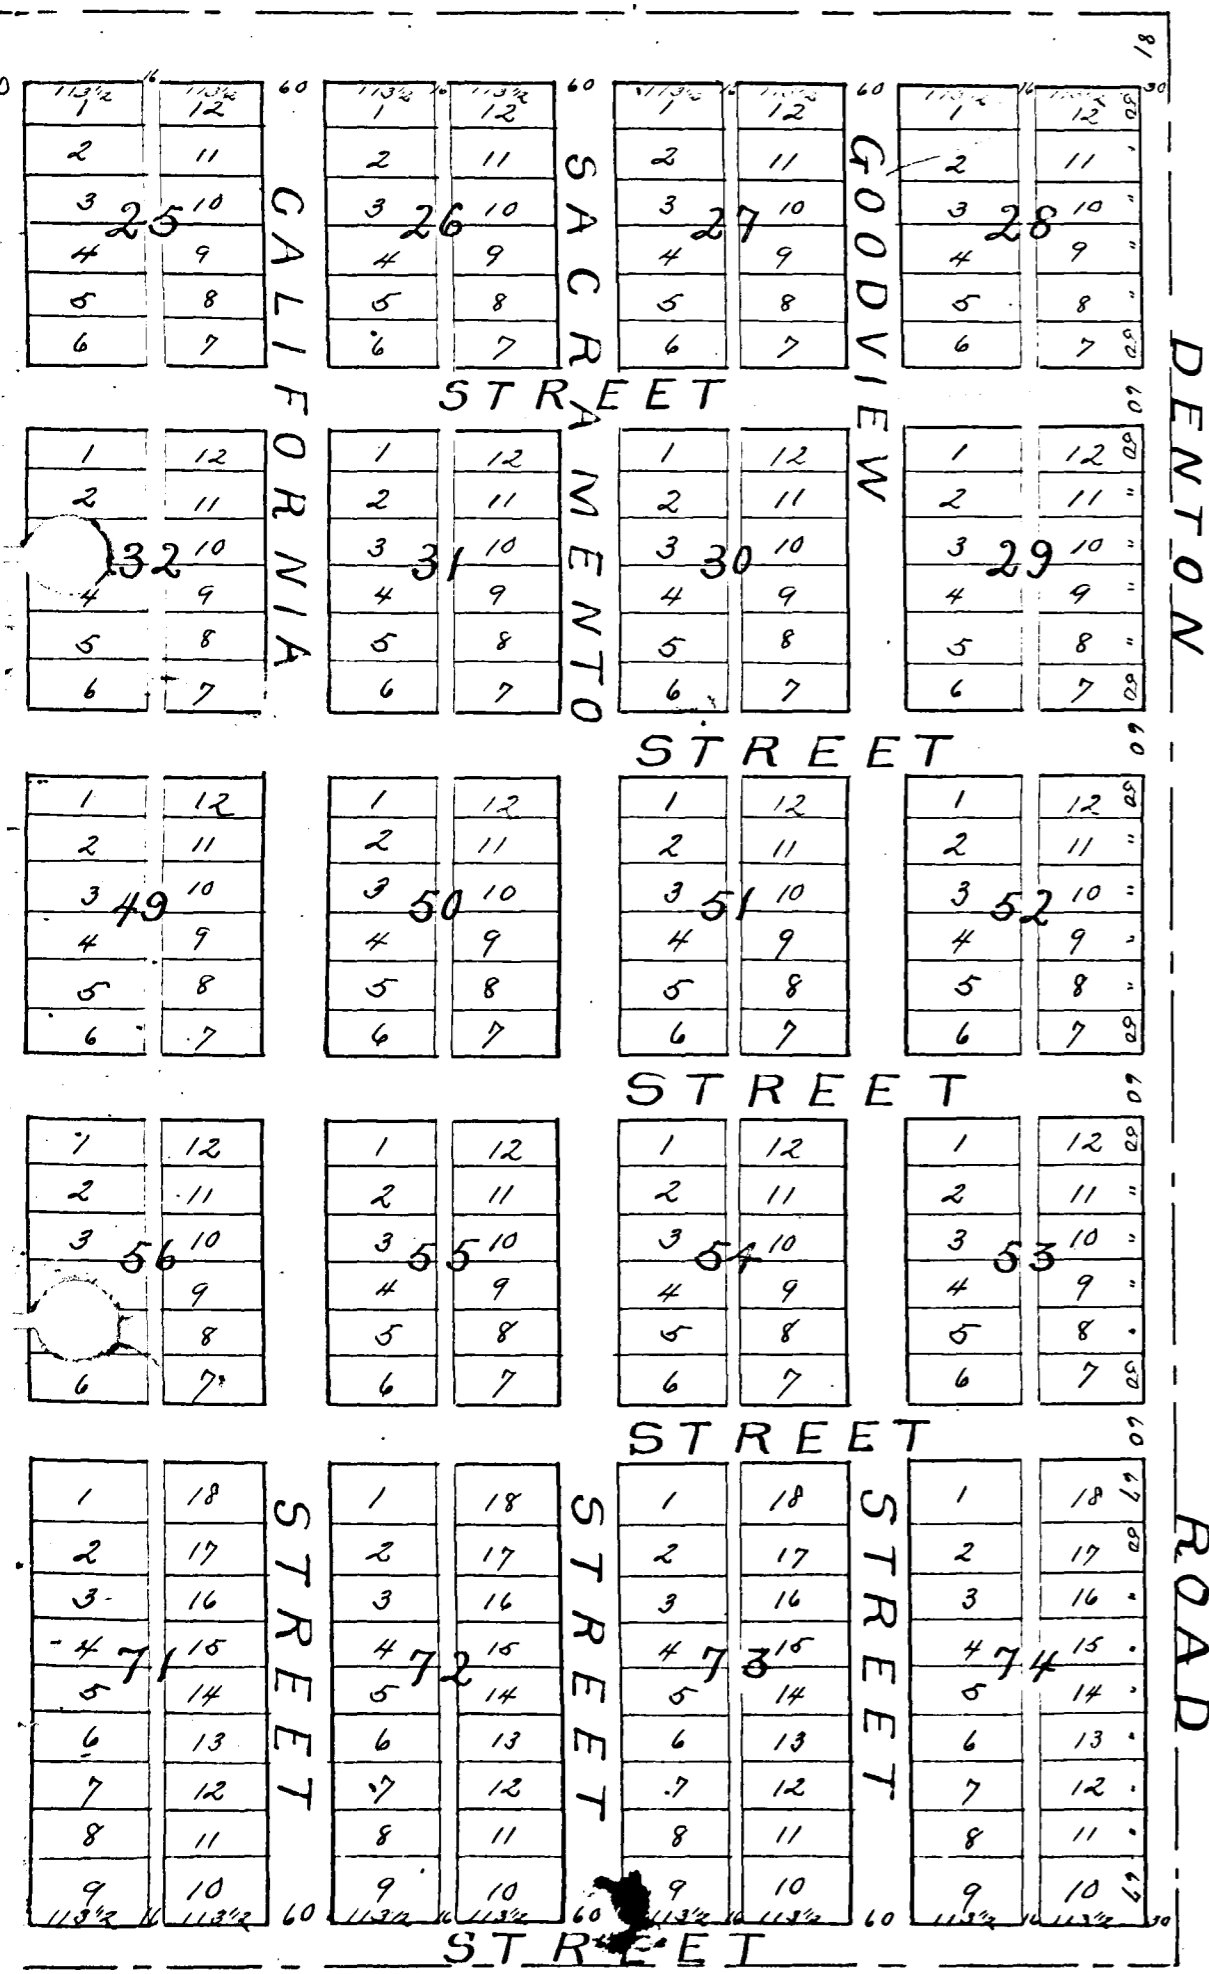 18
60 60 60 30
113½ 16 113½ 113½ 16 113½ 113½ 16 113½ 113½ 16 113½
1 12 1 12 1 12 1 12 50
2 11 2 11 2 11 2 11 "
3 25 10 3 26 10 3 27 10 3 28 10 "
4 9 4 9 4 9 4 9 "
5 8 5 8 5 8 5 8 "
6 7 6 7 6 7 6 7 50
STREET 60
1 12 1 12 1 12 1 12 50
2 11 2 11 2 11 2 11 "
32 10 3 31 10 3 30 10 3 29 10 "
4 9 4 9 4 9 4 9 "
5 8 5 8 5 8 5 8 "
6 7 6 7 6 7 6 7 50
STREET 60
1 12 1 12 1 12 1 12 50
2 11 2 11 2 11 2 11 "
3 49 10 3 50 10 3 51 10 3 52 10 "
4 9 4 9 4 9 4 9 "
5 8 5 8 5 8 5 8 "
6 7 6 7 6 7 6 7 50
STREET 60
1 12 1 12 1 12 1 12 50
2 11 2 11 2 11 2 11 "
3 56 10 3 55 10 3 54 10 3 53 10 "
9 4 9 4 9 4 9 "
8 5 8 5 8 5 8 "
6 7 6 7 6 7 6 7 50
STREET 60
1 18 1 18 1 18 1 18 67
2 17 2 17 2 17 2 17 50
3 16 3 16 3 16 3 16 "
4 71 15 4 72 15 4 73 15 4 74 15 "
5 14 5 14 5 14 5 14 "
6 13 6 13 6 13 6 13 "
7 12 7 12 7 12 7 12 "
8 11 8 11 8 11 8 11 "
9 10 9 10 9 10 9 10 67
113½ 16 113½ 60 113½ 16 113½ 60 113½ 16 113½ 60 113½ 16 113½ 30
STREET
CALIFORNIA STREET
SACRAMENTO STREET
GOODVIEW STREET
DENTON ROAD